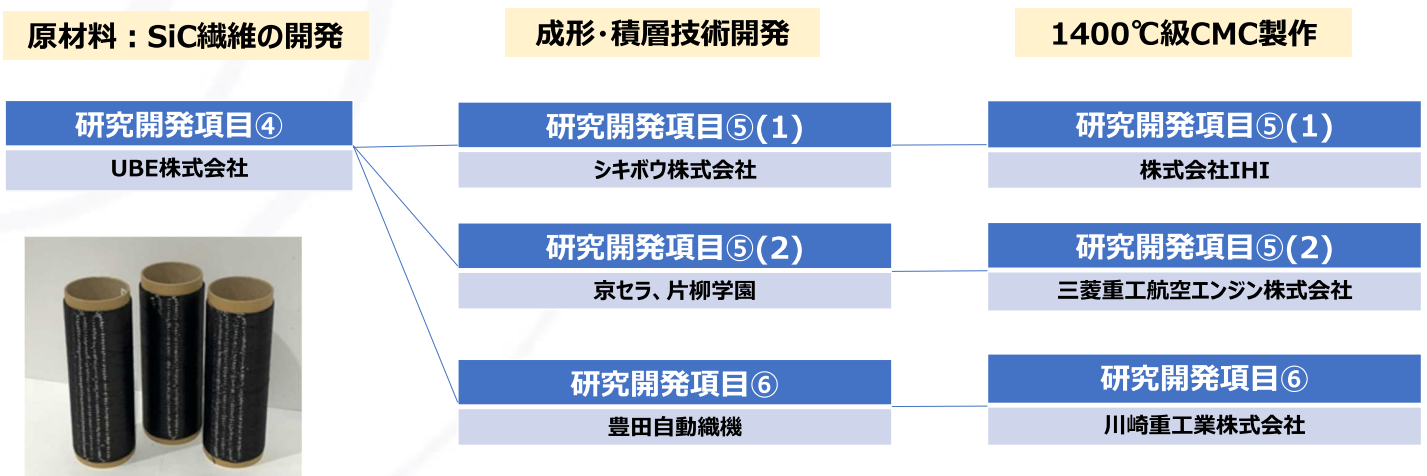 原材料：SiC繊維の開発
成形・積層技術開発
1400℃級CMC製作
研究開発項目④
UBE株式会社
研究開発項目⑤(1)
シキボウ株式会社
研究開発項目⑤(1)
株式会社IHI
研究開発項目⑤(2)
京セラ、片柳学園
研究開発項目⑤(2)
三菱重工航空エンジン株式会社
研究開発項目⑥
豊田自動織機
研究開発項目⑥
川崎重工業株式会社